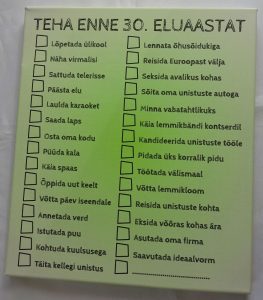 TEHA ENNE 30. ELUAASTAT
Lõpetada ülikool
Näha virmalisi
Sattuda telerisse
Päästa elu
Laulda karaoket
Saada laps
Osta oma kodu
Püüda kala
Käia spaas
Õppida uut keelt
Võtta päev iseendale
Annetada verd
Istutada puu
Kohtuda kuulsusega
Täita kellegi unistus
Lennata õhusõidukiga
Reisida Euroopast välja
Seksida avalikus kohas
Sõita oma unistuste autoga
Minna vabatahtlikuks
Käia lemmikbändi kontserdil
Kandideerida unistuste tööle
Pidada üks korralik pidu
Töötada välismaal
Võtta lemmikloom
Reisida unistuste kohta
Eksida võõras kohas ära
Asutada oma firma
Saavutada ideaalvorm